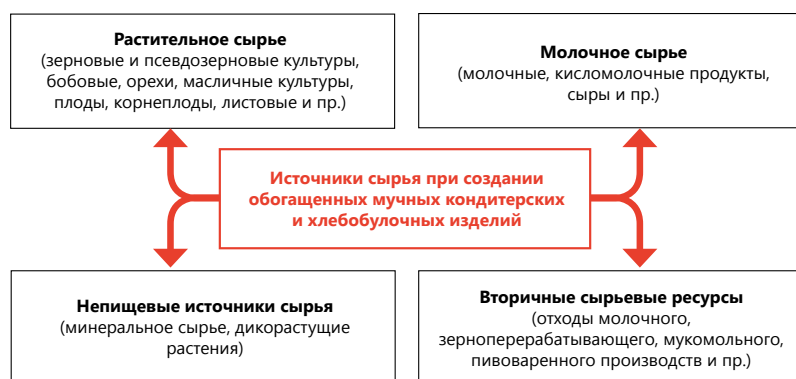 Растительное сырье
(зерновые и псевдозерновые культуры,
бобовые, орехи, масличные культуры,
плоды, корнеплоды, листовые и пр.)
Молочное сырье
(молочные, кисломолочные продукты,
сыры и пр.)
Источники сырья при создании
обогащенных мучных кондитерских
и хлебобулочных изделий
Непищевые источники сырья
(минеральное сырье, дикорастущие
растения)
Вторичные сырьевые ресурсы
(отходы молочного,
зерноперерабатывающего, мукомольного,
пивоваренного производств и пр.)